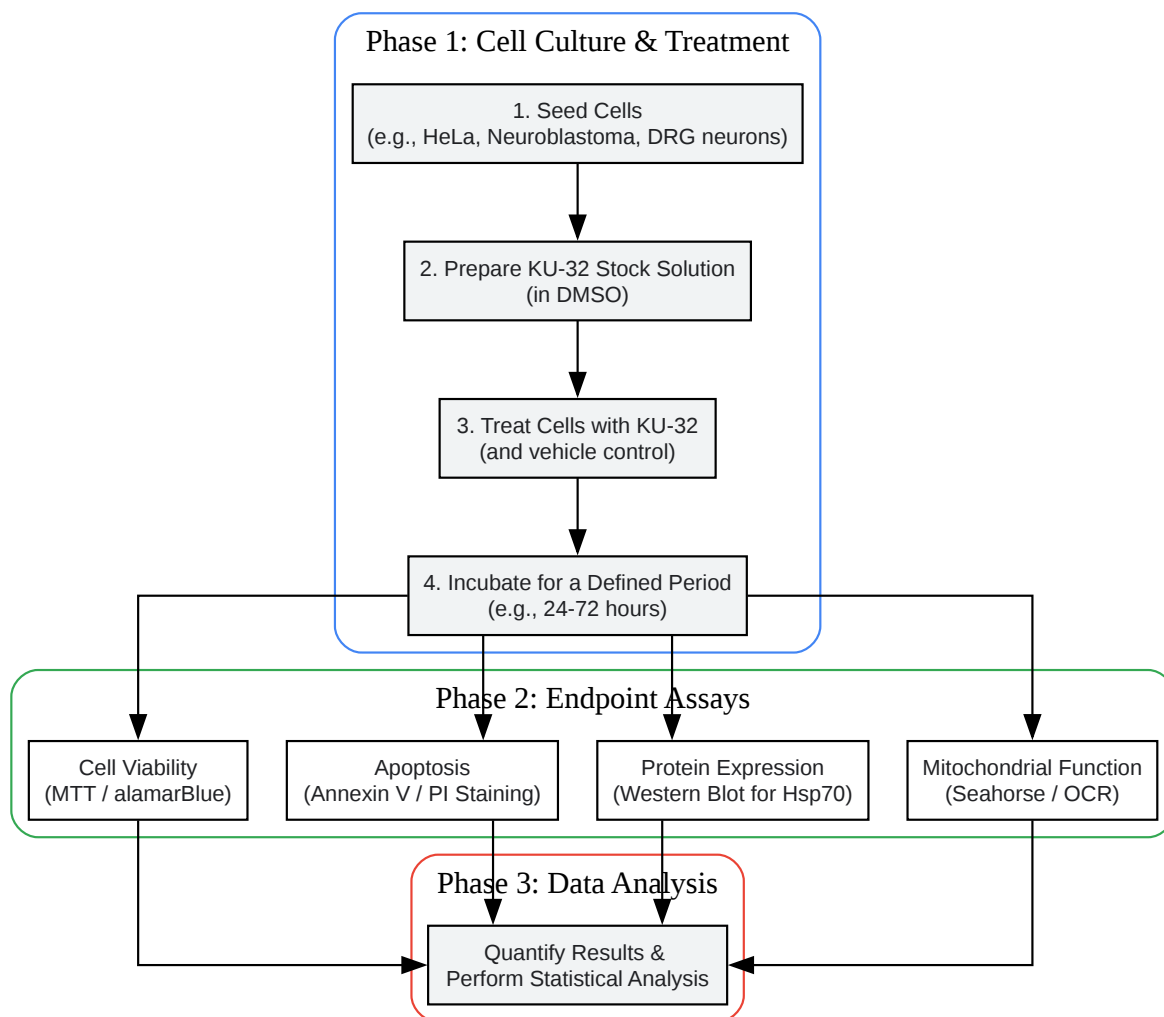 Phase 1: Cell Culture & Treatment
1. Seed Cells
(e.g., HeLa, Neuroblastoma, DRG neurons)
2. Prepare KU-32 Stock Solution
(in DMSO)
3. Treat Cells with KU-32
(and vehicle control)
4. Incubate for a Defined Period
(e.g., 24-72 hours)
Phase 2: Endpoint Assays
Cell Viability
(MTT / alamarBlue)
Apoptosis
(Annexin V / PI Staining)
Protein Expression
(Western Blot for Hsp70)
Mitochondrial Function
(Seahorse / OCR)
Phase 3: Data Analysis
Quantify Results &
Perform Statistical Analysis